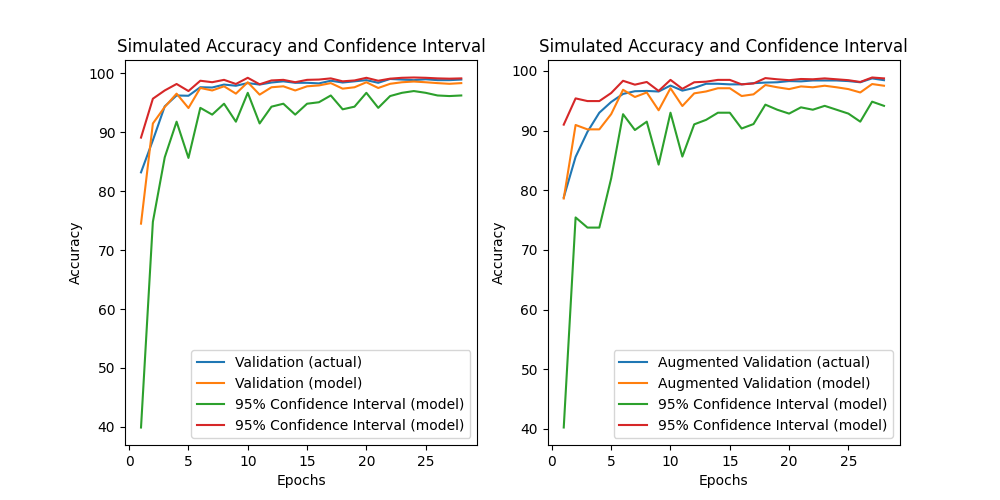 Simulated Accuracy and Confidence Interval
100
90
80
70
60
50
40
Accuracy
0 5 10 15 20 25
Epochs
Validation (actual)
Validation (model)
95% Confidence Interval (model)
95% Confidence Interval (model)
Simulated Accuracy and Confidence Interval
100
90
80
70
60
50
40
Accuracy
0 5 10 15 20 25
Epochs
Augmented Validation (actual)
Augmented Validation (model)
95% Confidence Interval (model)
95% Confidence Interval (model)